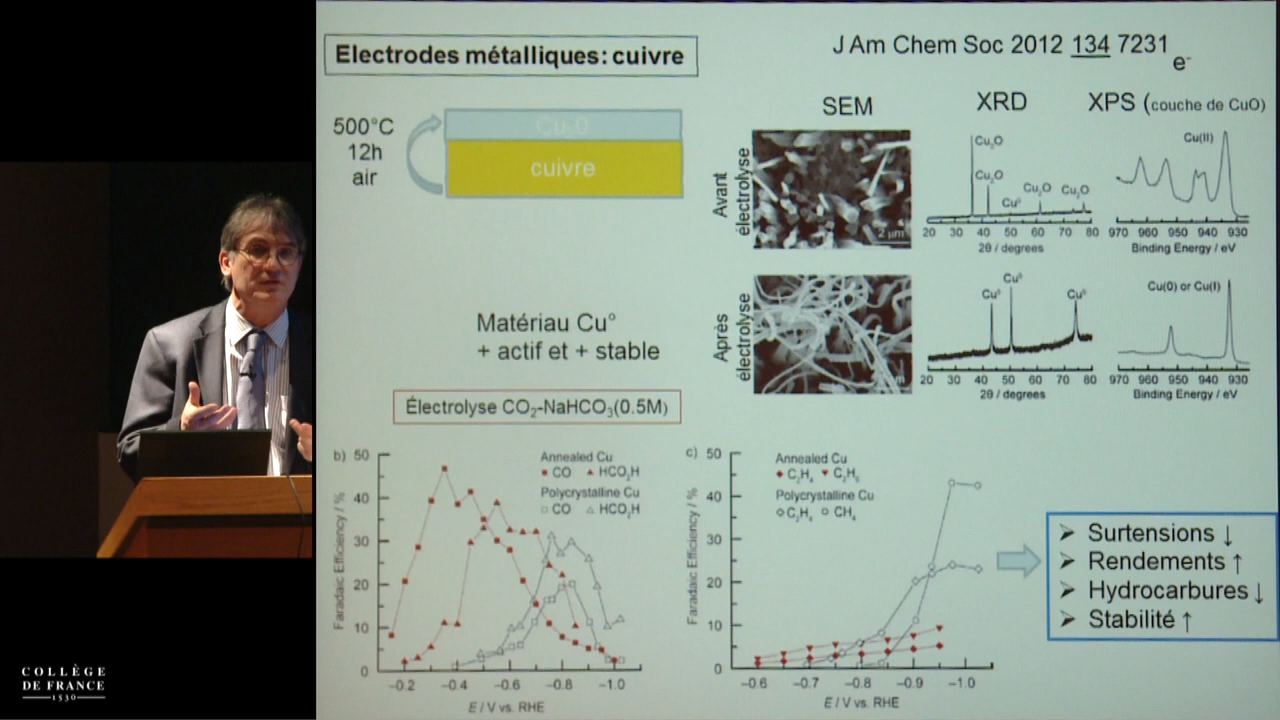 Electrodes métalliques: cuivre
J Am Chem Soc 2012 134 7231
e-
500°C
12h
air
Cu2O
cuivre
SEM
XRD
XPS (couche de CuO)
Avant
électrolyse
2 µm
Cu2O
Cu2O
Cu0
Cu2O
Cu2O
20 30 40 50 60 70 80
2θ / degrees
Cu(II)
970 960 950 940 930
Binding Energy / eV
Après
électrolyse
Cu0
Cu0
Cu0
20 30 40 50 60 70 80
2θ / degrees
Cu(0) or Cu(I)
970 960 950 940 930
Binding Energy / eV
Matériau Cu°
+ actif et + stable
Électrolyse CO2-NaHCO3(0.5M)
b)
Faradaic Efficiency / %
50
40
30
20
10
0
Annealed Cu
CO HCO2H
Polycrystalline Cu
CO HCO2H
−0.2 −0.4 −0.6 −0.8 −1.0
E / V vs. RHE
c)
Faradaic Efficiency / %
50
40
30
20
10
0
Annealed Cu
C2H4 C2H6
Polycrystalline Cu
C2H4 CH4
−0.6 −0.7 −0.8 −0.9 −1.0
E / V vs. RHE
➢ Surtensions ↓
➢ Rendements ↑
➢ Hydrocarbures ↓
➢ Stabilité ↑
COLLÈGE
DE FRANCE
1530